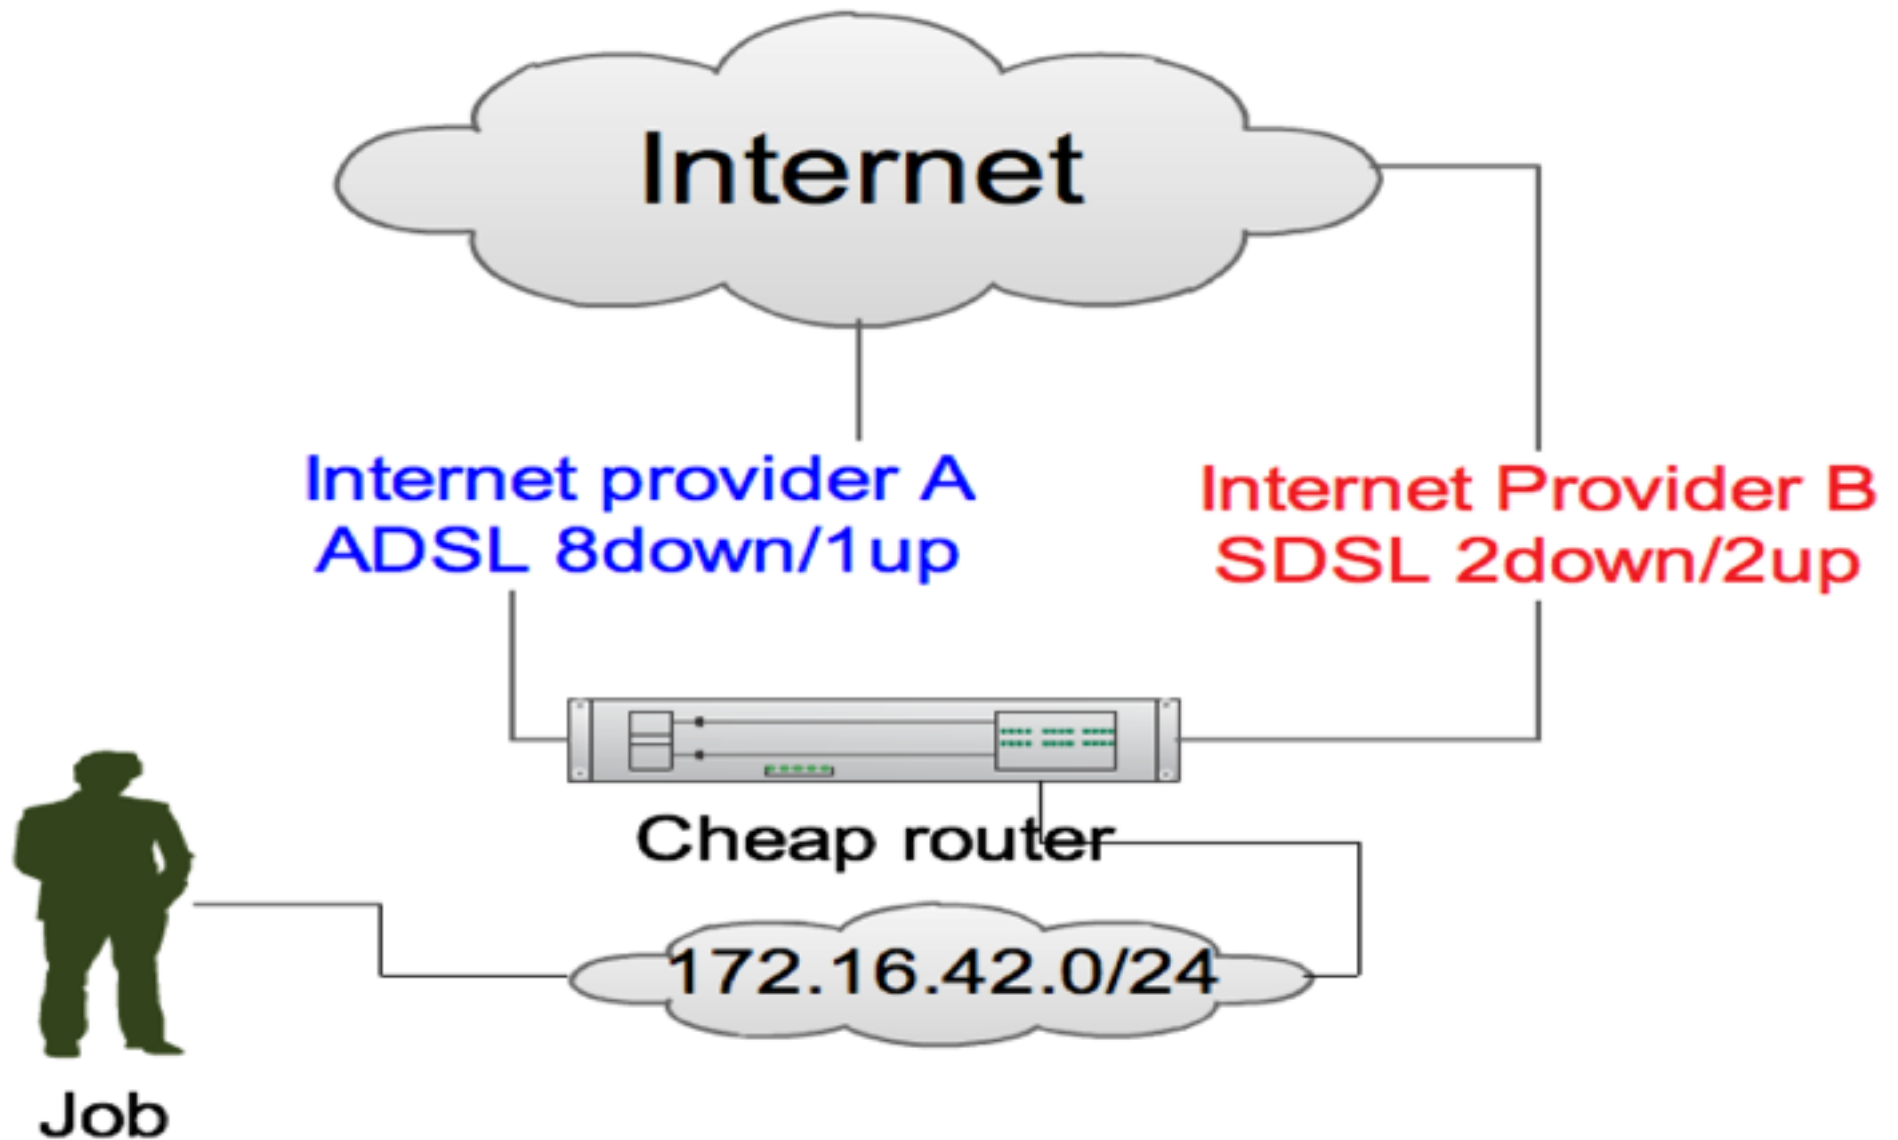 Internet
Internet provider A
ADSL 8down/1up
Internet Provider B
SDSL 2down/2up
Cheap router
172.16.42.0/24
Job